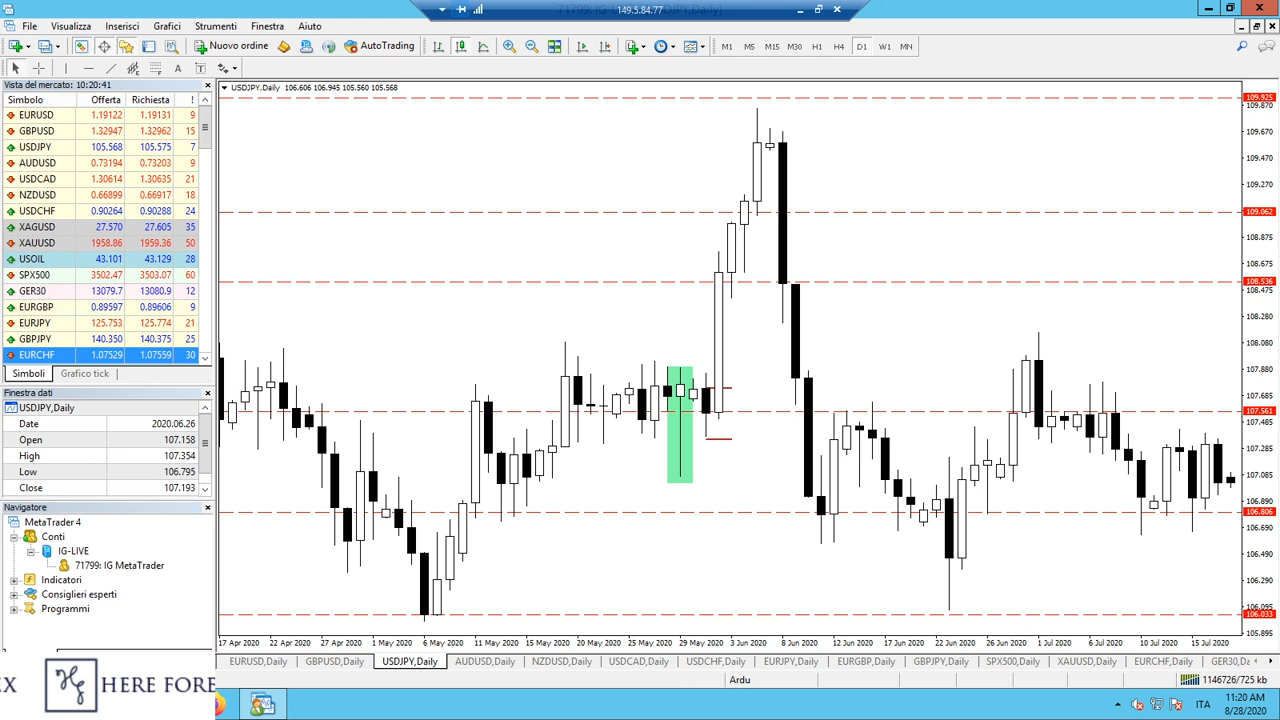 149.5.84.77
File Visualizza Inserisci Grafici Strumenti Finestra Aiuto
Nuovo ordine AutoTrading M1 M5 M15 M30 H1 H4 D1 W1 MN
A T
Vista del mercato: 10:20:41
Simbolo Offerta Richiesta !
EURUSD 1.19122 1.19131 9
GBPUSD 1.32947 1.32962 15
USDJPY 105.568 105.575 7
AUDUSD 0.73194 0.73203 9
USDCAD 1.30614 1.30635 21
NZDUSD 0.66899 0.66917 18
USDCHF 0.90264 0.90288 24
XAGUSD 27.570 27.605 35
XAUUSD 1958.86 1959.36 50
USOIL 43.101 43.129 28
SPX500 3502.47 3503.07 60
GER30 13079.7 13080.9 12
EURGBP 0.89597 0.89606 9
EURJPY 125.753 125.774 21
GBPJPY 140.350 140.375 25
EURCHF 1.07529 1.07559 30
Simboli Grafico tick
Finestra dati
USDJPY,Daily
Date 2020.06.26
Open 107.158
High 107.354
Low 106.795
Close 107.193
Navigatore
MetaTrader 4
Conti
IG-LIVE
71799: IG MetaTrader
Indicatori
Consiglieri esperti
Programmi
USDJPY,Daily 106.606 106.945 105.560 105.568
109.925
109.870
109.670
109.470
109.270
109.062
108.875
108.675
108.536
108.475
108.280
108.080
107.880
107.561
107.485
107.285
107.085
106.890
106.806
106.690
106.490
106.290
106.095
106.033
105.895
17 Apr 2020 22 Apr 2020 27 Apr 2020 1 May 2020 6 May 2020 11 May 2020 15 May 2020 20 May 2020 25 May 2020 29 May 2020 3 Jun 2020 8 Jun 2020 12 Jun 2020 17 Jun 2020 22 Jun 2020 26 Jun 2020 1 Jul 2020 6 Jul 2020 10 Jul 2020 15 Jul 2020
EURUSD,Daily GBPUSD,Daily USDJPY,Daily AUDUSD,Daily NZDUSD,Daily USDCAD,Daily USDCHF,Daily EURJPY,Daily EURGBP,Daily GBPJPY,Daily SPX500,Daily XAUUSD,Daily EURCHF,Daily GER30,Da
Ardu 1146726/725 kb
EX HERE FORE
ITA 11:20 AM
8/28/2020